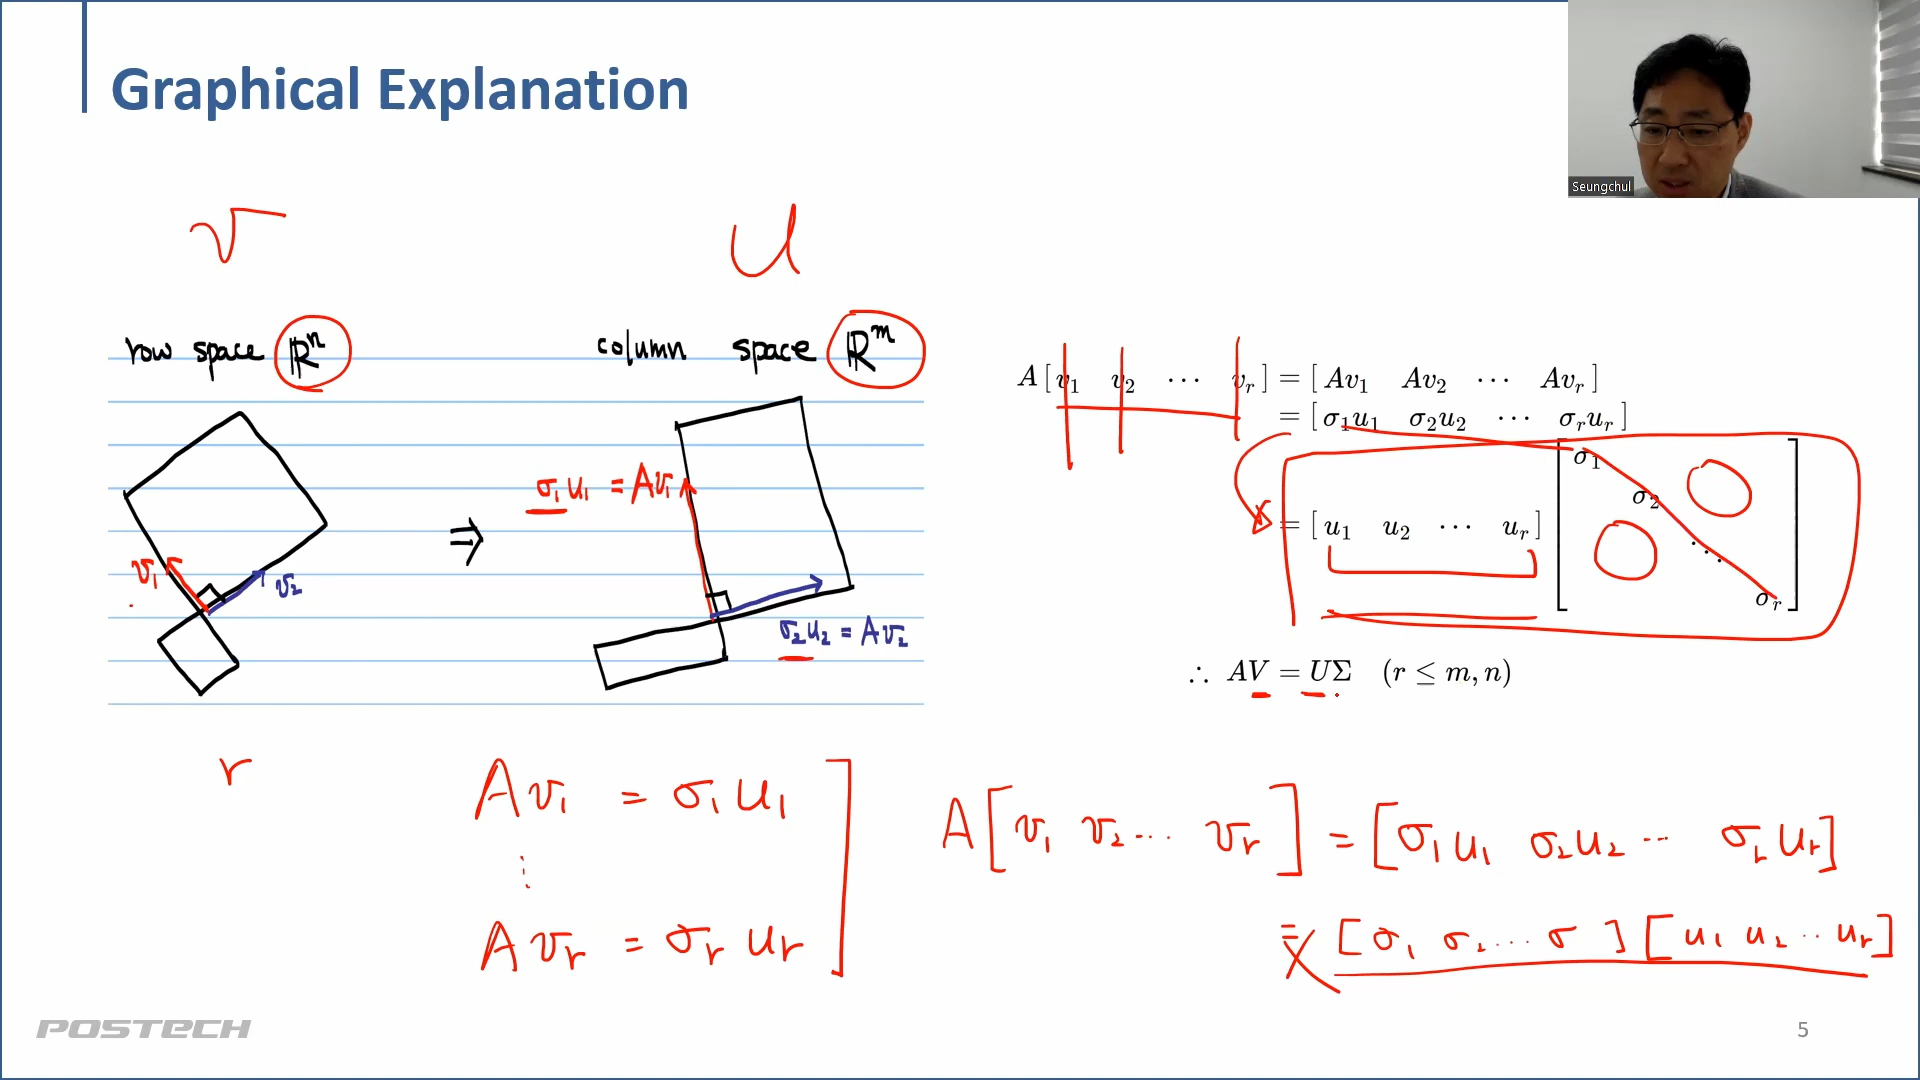 Graphical Explanation
Seungchul
v
U
row space ℝⁿ
column space ℝᵐ
σ₁u₁ = Av₁
v₁
v₂
⇒
σ₂u₂ = Av₂
A [ v₁ v₂ ⋯ vᵣ ] = [ Av₁ Av₂ ⋯ Avᵣ ]
= [ σ₁u₁ σ₂u₂ ⋯ σᵣuᵣ ]
= [ u₁ u₂ ⋯ uᵣ ] [ σ₁ σ₂ ⋱ σᵣ ]
∴ AV = UΣ (r ≤ m, n)
r
Av₁ = σ₁u₁
⋮
Avᵣ = σᵣuᵣ
A [ v₁ v₂ ⋯ vᵣ ] = [ σ₁u₁ σ₂u₂ ⋯ σᵣuᵣ ]
= [ σ₁ σ₂ ⋯ σ ] [ u₁ u₂ ⋯ uᵣ ]
POSTECH
5